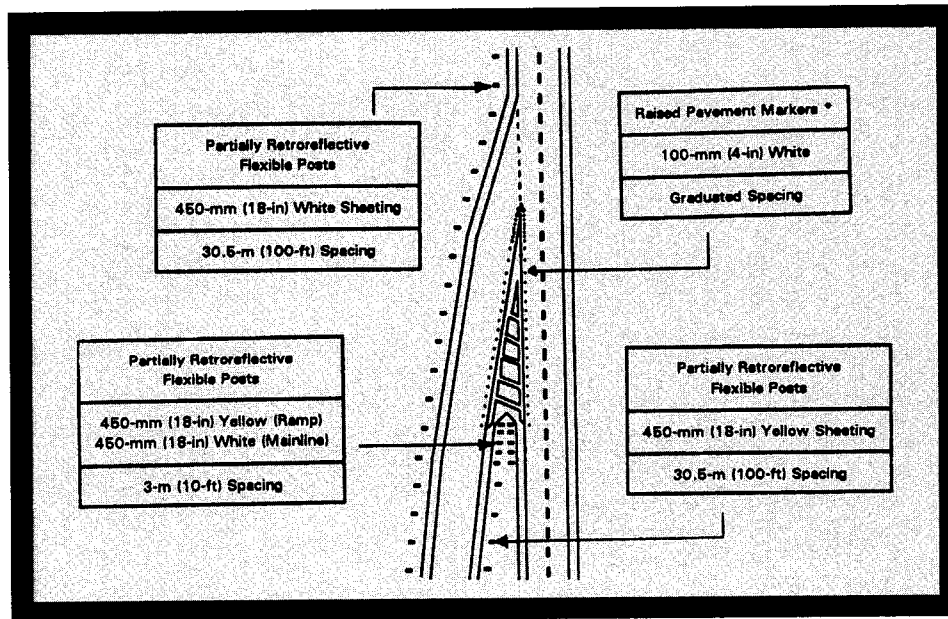 Partially Retroreflective
Flexible Posts
450-mm (18-in) White Sheeting
30.5-m (100-ft) Spacing
Raised Pavement Markers *
100-mm (4-in) White
Graduated Spacing
Partially Retroreflective
Flexible Posts
450-mm (18-in) Yellow (Ramp)
450-mm (18-in) White (Mainline)
3-m (10-ft) Spacing
Partially Retroreflective
Flexible Posts
450-mm (18-in) Yellow Sheeting
30.5-m (100-ft) Spacing